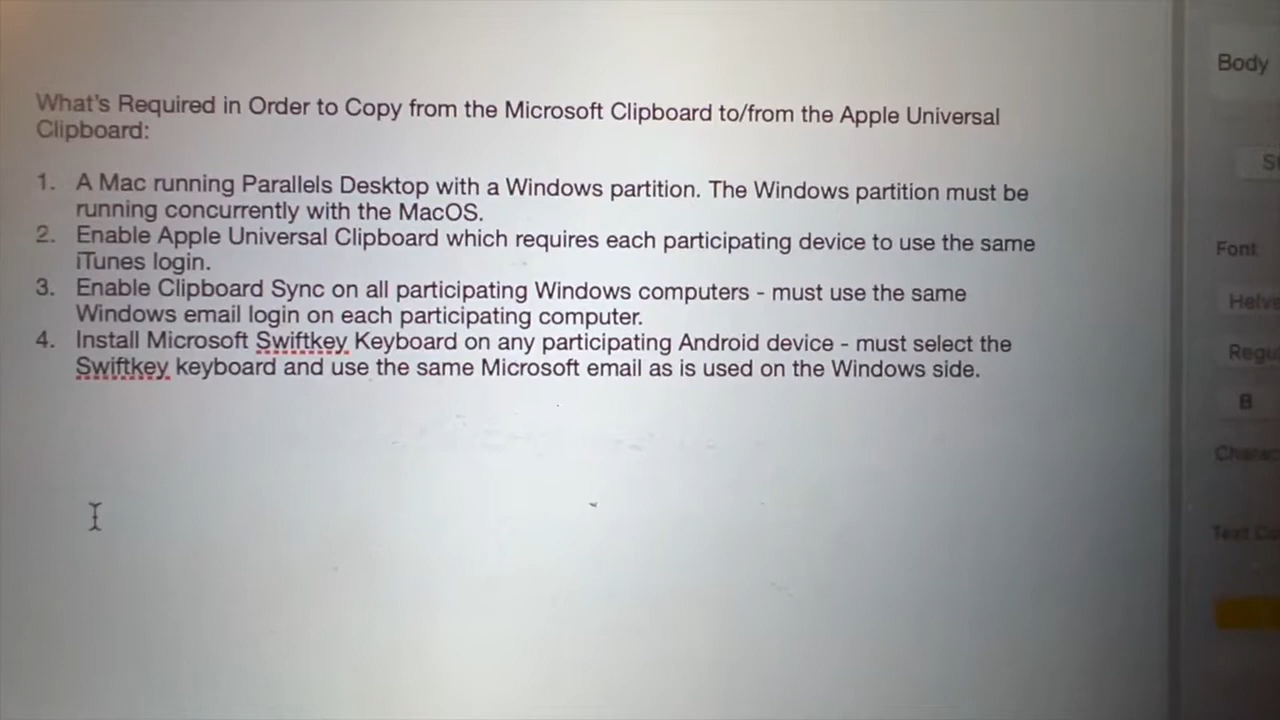 What's Required in Order to Copy from the Microsoft Clipboard to/from the Apple Universal
Clipboard:
1. A Mac running Parallels Desktop with a Windows partition. The Windows partition must be
running concurrently with the MacOS.
2. Enable Apple Universal Clipboard which requires each participating device to use the same
iTunes login.
3. Enable Clipboard Sync on all participating Windows computers - must use the same
Windows email login on each participating computer.
4. Install Microsoft Swiftkey Keyboard on any participating Android device - must select the
Swiftkey keyboard and use the same Microsoft email as is used on the Windows side.
Body
Font
B